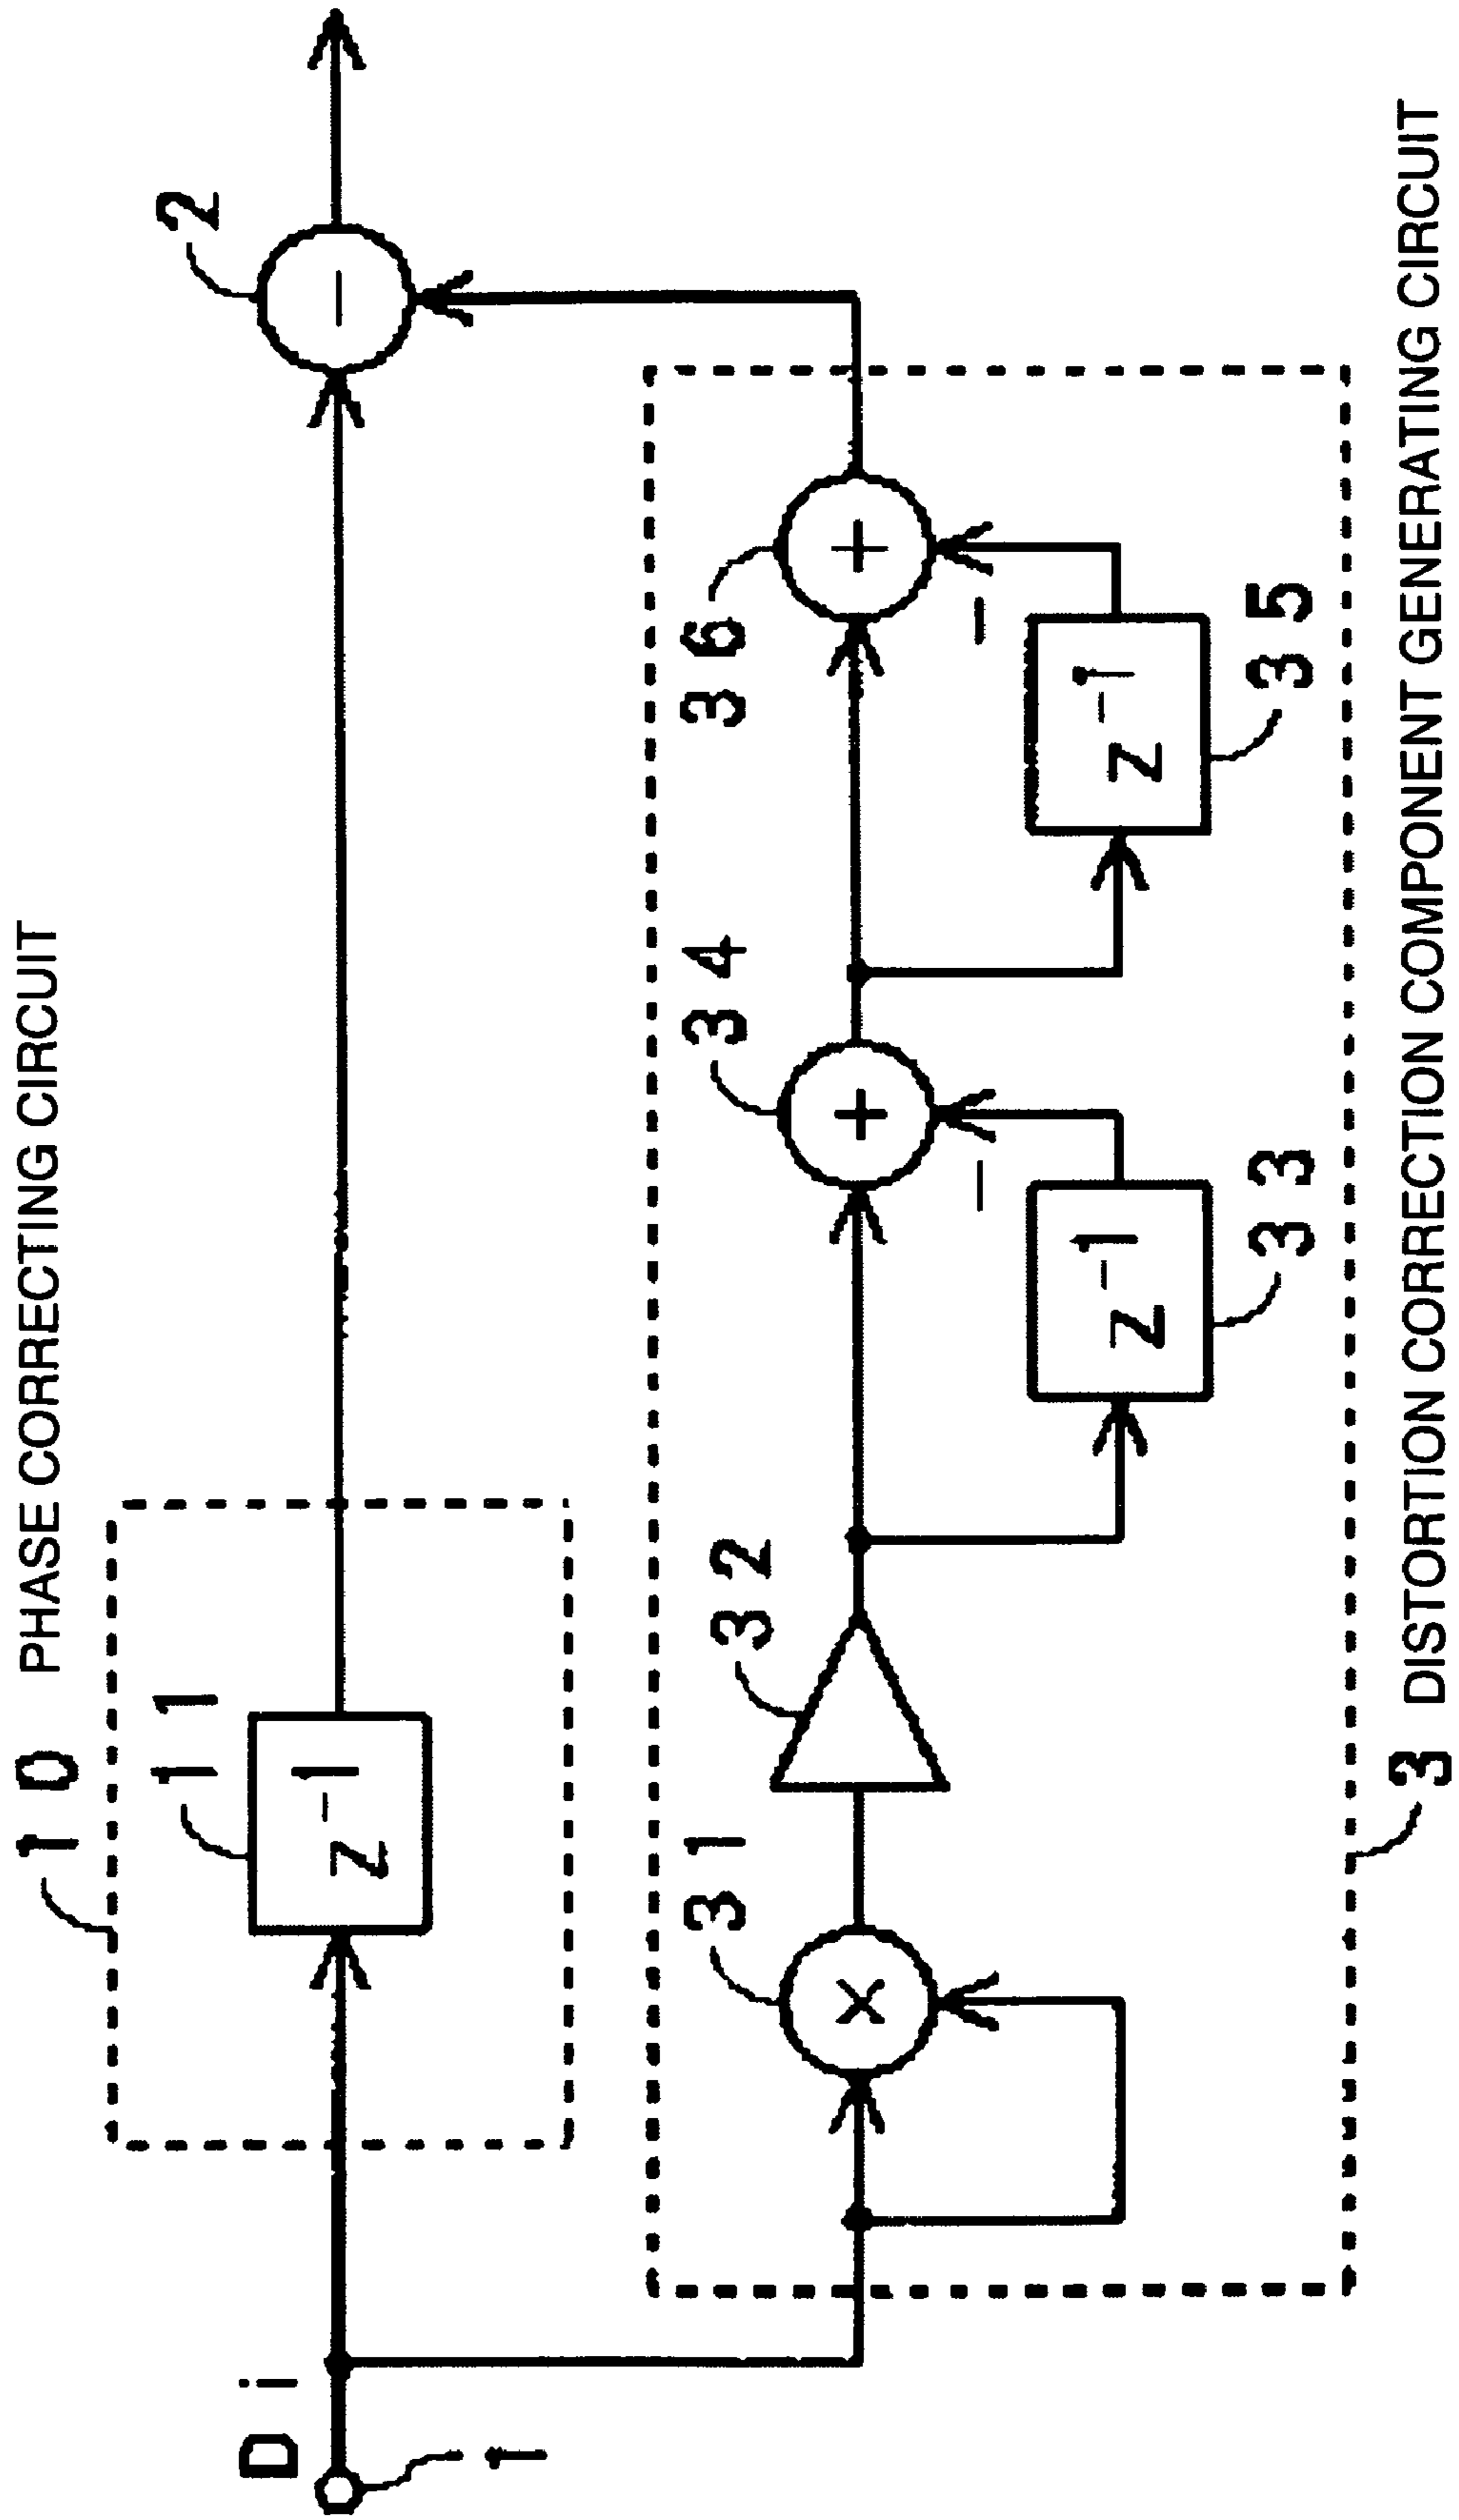 10 PHASE CORRECTING CIRCUIT
11
z⁻¹
Di
1
2
−
31
×
32
34
+
−
36
+
−
z⁻¹
33
z⁻¹
35
3 DISTORTION CORRECTION COMPONENT GENERATING CIRCUIT